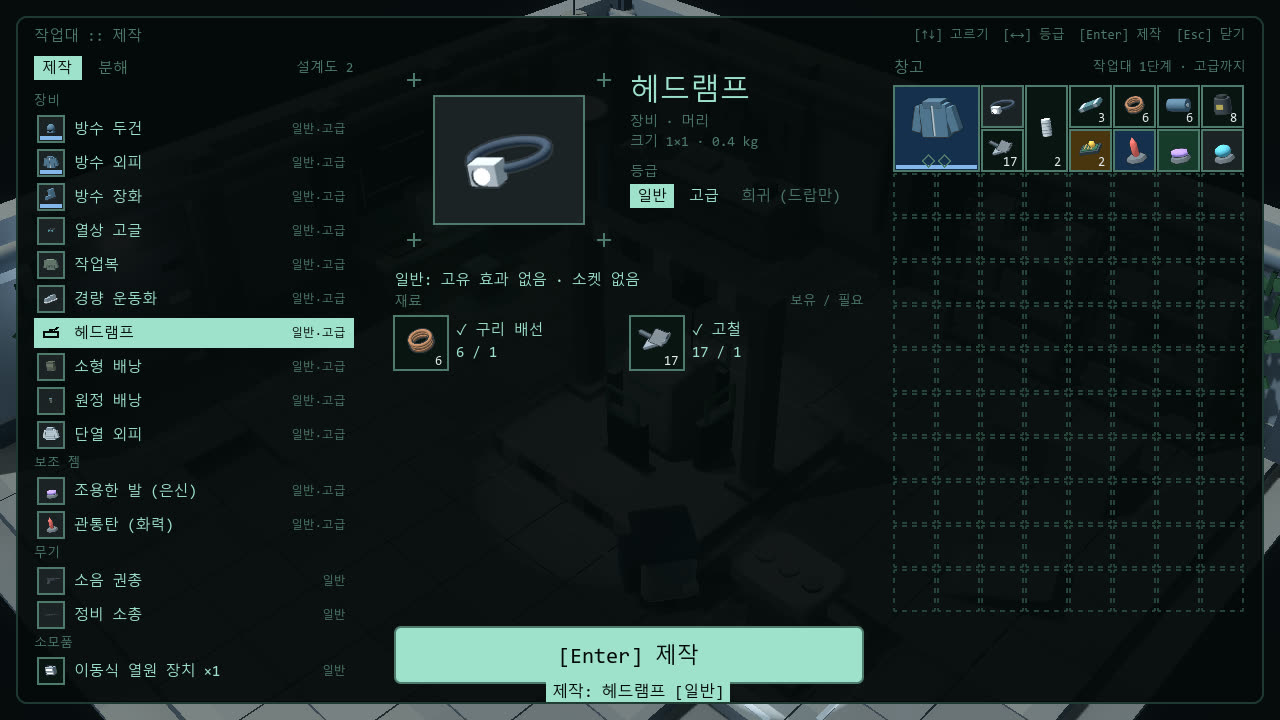 작업대 :: 제작
[↑↓] 고르기 [↔] 등급 [Enter] 제작 [Esc] 닫기
제작 분해 설계도 2
장비
방수 두건 일반·고급
방수 외피 일반·고급
방수 장화 일반·고급
열상 고글 일반·고급
작업복 일반·고급
경량 운동화 일반·고급
헤드램프 일반·고급
소형 배낭 일반·고급
원정 배낭 일반·고급
단열 외피 일반·고급
보조 젬
조용한 발 (은신) 일반·고급
관통탄 (화력) 일반·고급
무기
소음 권총 일반
정비 소총 일반
소모품
이동식 열원 장치 ×1 일반
헤드램프
장비 · 머리
크기 1×1 · 0.4 kg
등급
일반 고급 희귀 (드랍만)
일반: 고유 효과 없음 · 소켓 없음
재료 보유 / 필요
6
✓ 구리 배선
6 / 1
17
✓ 고철
17 / 1
[Enter] 제작
제작: 헤드램프 [일반]
창고 작업대 1단계 · 고급까지
3 6 6 8
17 2 2